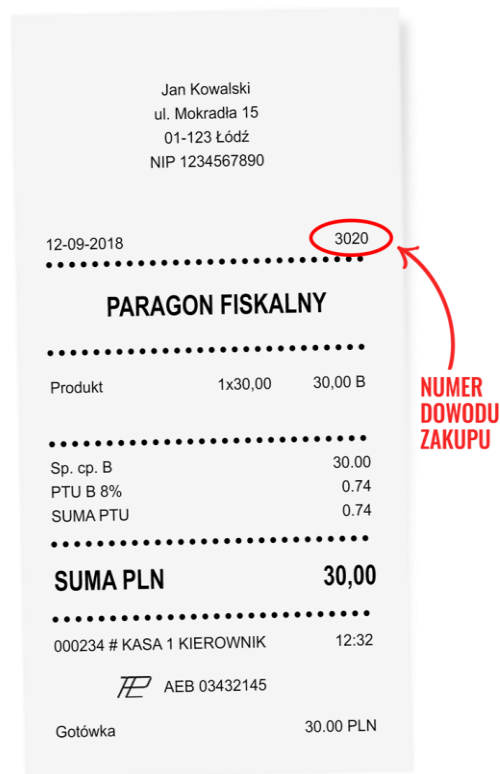 Jan Kowalski
ul. Mokradła 15
01-123 Łódź
NIP 1234567890
12-09-2018 3020
PARAGON FISKALNY
Produkt 1x30,00 30,00 B
NUMER
DOWODU
ZAKUPU
Sp. cp. B 30.00
PTU B 8% 0.74
SUMA PTU 0.74
SUMA PLN 30,00
000234 # KASA 1 KIEROWNIK 12:32
AEB 03432145
Gotówka 30.00 PLN